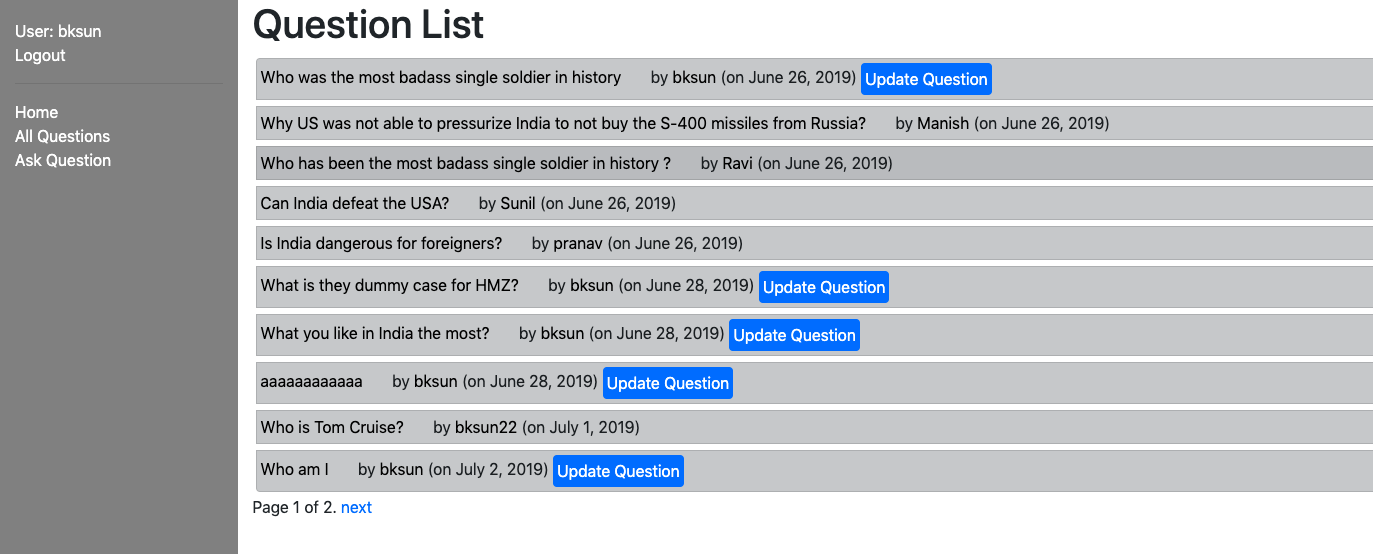 User: bksun
Logout
Home
All Questions
Ask Question
Question List
Who was the most badass single soldier in history by bksun (on June 26, 2019) Update Question
Why US was not able to pressurize India to not buy the S-400 missiles from Russia? by Manish (on June 26, 2019)
Who has been the most badass single soldier in history ? by Ravi (on June 26, 2019)
Can India defeat the USA? by Sunil (on June 26, 2019)
Is India dangerous for foreigners? by pranav (on June 26, 2019)
What is they dummy case for HMZ? by bksun (on June 28, 2019) Update Question
What you like in India the most? by bksun (on June 28, 2019) Update Question
aaaaaaaaaaaa by bksun (on June 28, 2019) Update Question
Who is Tom Cruise? by bksun22 (on July 1, 2019)
Who am I by bksun (on July 2, 2019) Update Question
Page 1 of 2. next